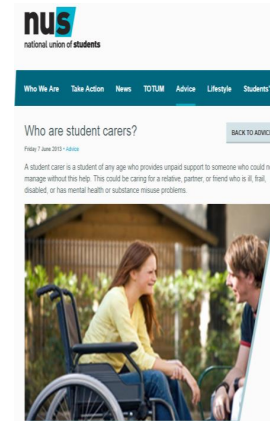 nus
national union of students
Who We Are Take Action News TOTUM Advice Lifestyle Students'
Who are student carers?
BACK TO ADVICE
Friday 7 June 2013 • Advice
A student carer is a student of any age who provides unpaid support to someone who could n
manage without this help. This could be caring for a relative, partner, or friend who is ill, frail,
disabled, or has mental health or substance misuse problems.